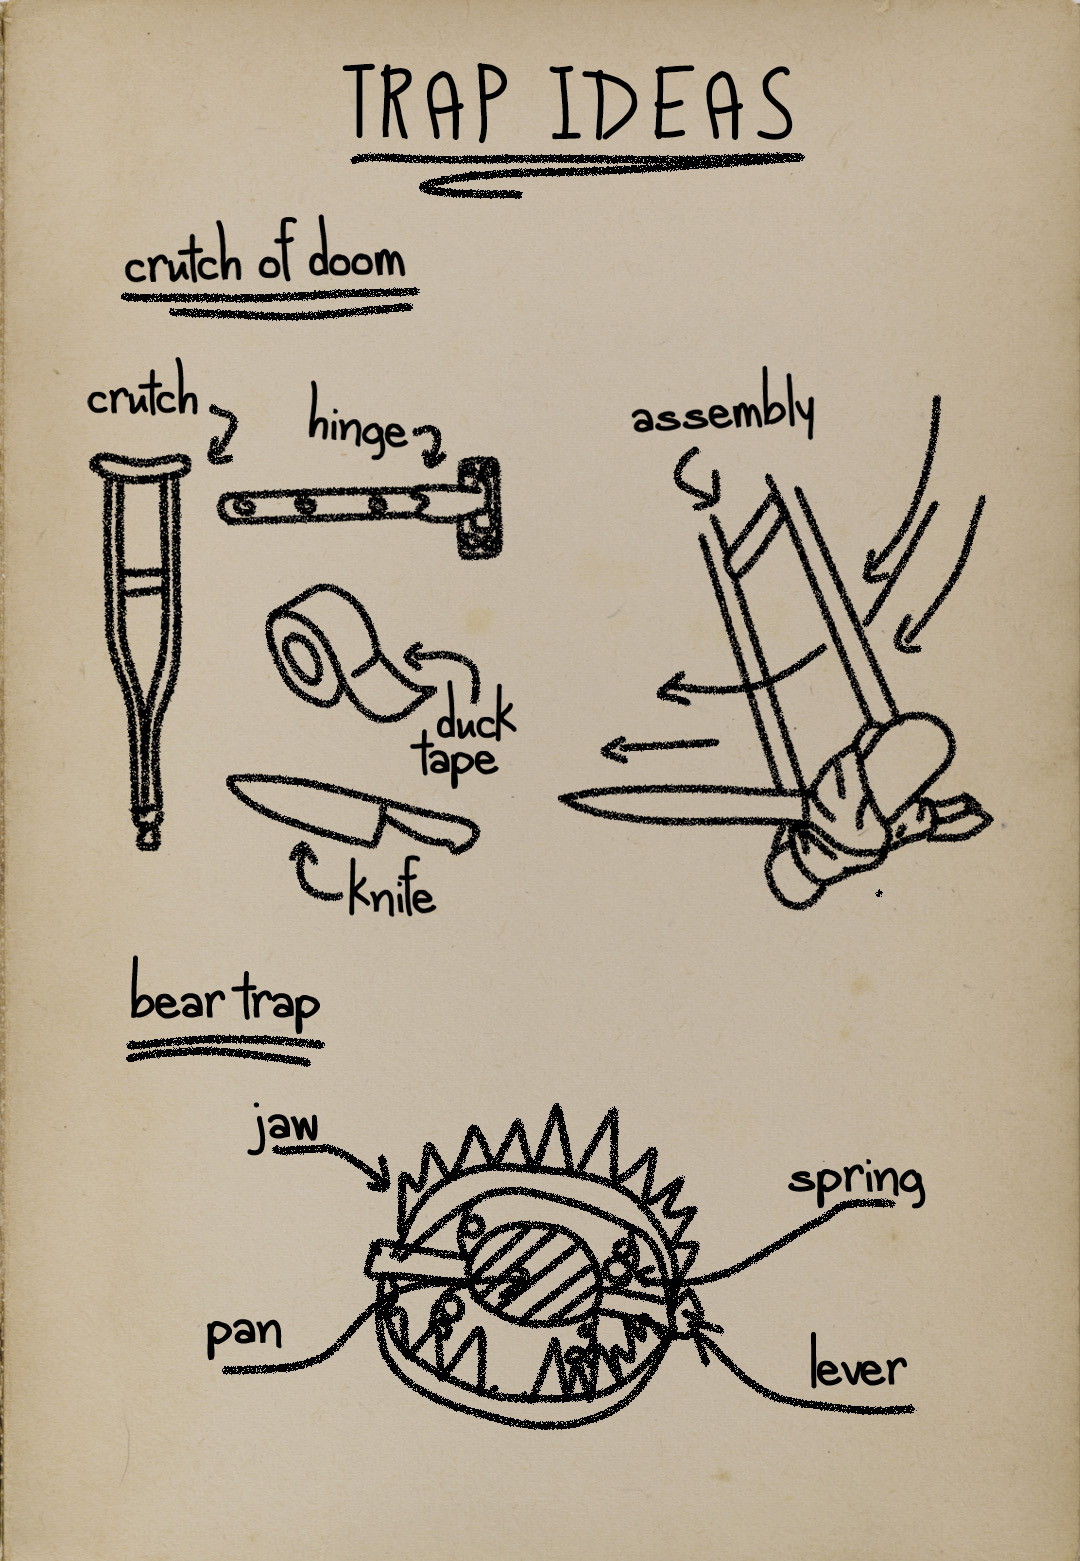 TRAP IDEAS
crutch of doom
crutch
hinge
assembly
duck
tape
knife
bear trap
jaw
spring
pan
lever